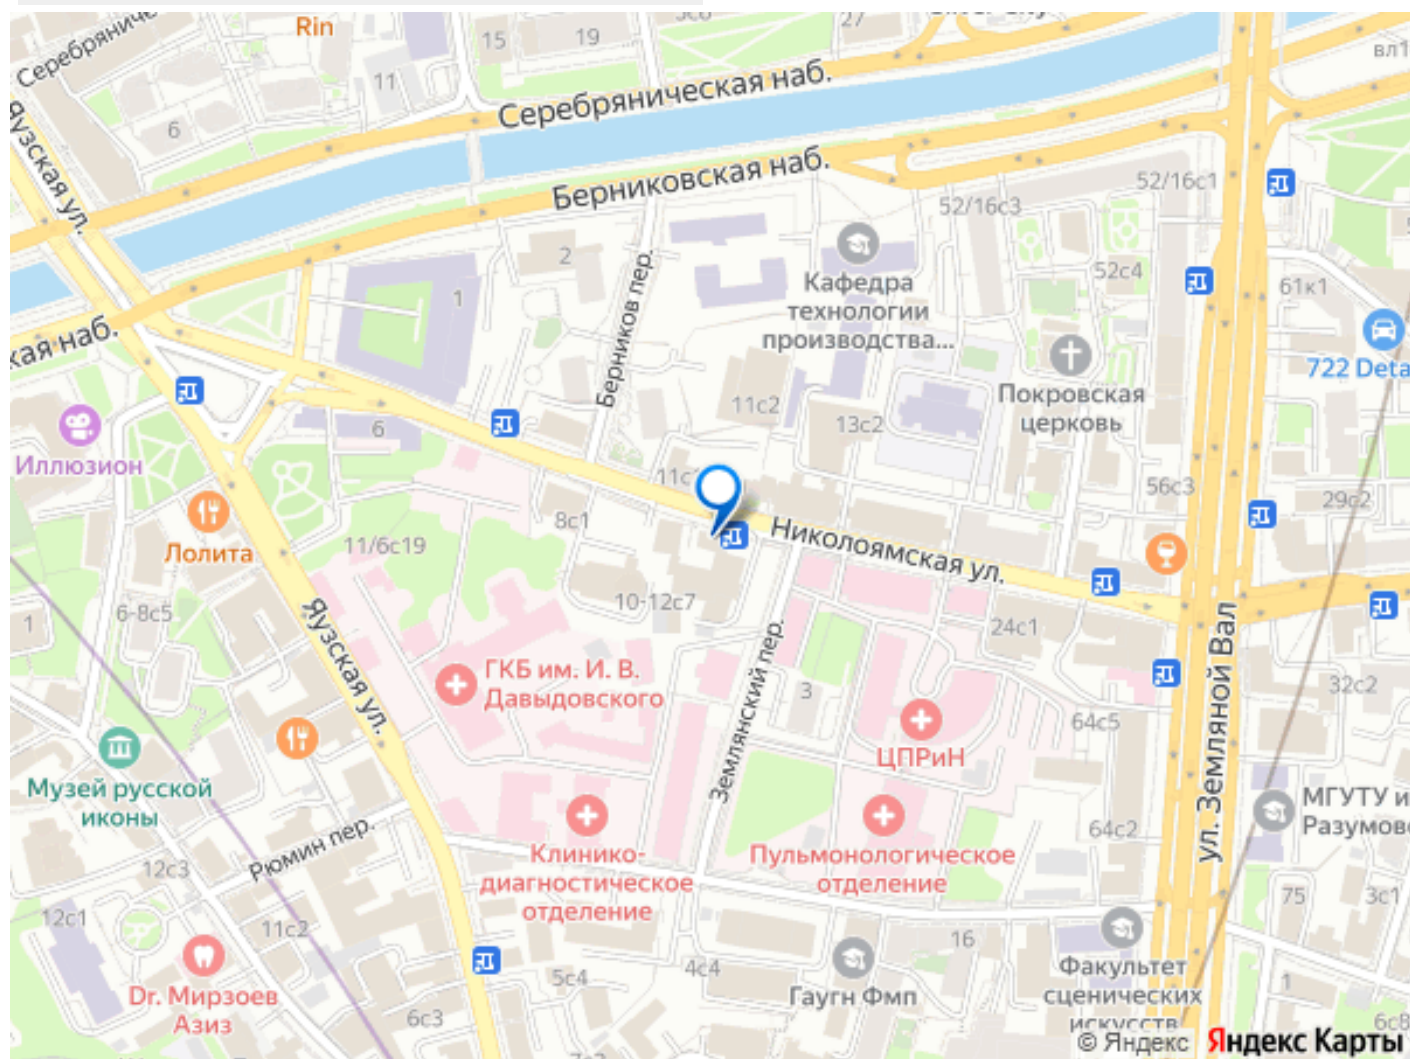 Rin
15
19
27
Серебряниче
11
6
Серебряническая наб.
Яузская ул.
Берниковская наб.
52/16с1
52/16с3
2
Берников пер.
Кафедра
технологии
производства...
52с4
61к1
1
кая наб.
722 Deta
Покровская
церковь
11с2
13с2
6
Иллюзион
56с3
29с2
8с1
Лолита
11/6с19
Николоямская ул.
10-12с7
6-8с5
1
24с1
Яузская ул.
Землянский пер.
ул. Земляной Вал
ГКБ им. И. В.
Давыдовского
3
32с2
64с5
ЦПРиН
Музей русской
иконы
МГУТУ и
Разумово
64с2
Рюмин пер.
Клинико-
диагностическое
отделение
Пульмонологическое
отделение
12с3
75
3с1
12с1
11с2
16
Факультет
сценических
искусств
5с4
4с4
Гаугн Фмп
1
Dr. Мирзоев
Азиз
6с3
6с8
© Яндекс Яндекс Карты